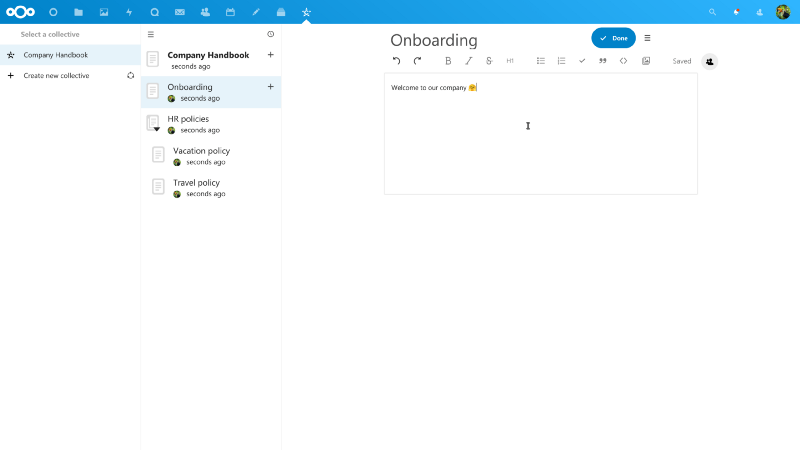 Select a collective
Company Handbook
Create new collective
Company Handbook
seconds ago
Onboarding
seconds ago
HR policies
seconds ago
Vacation policy
seconds ago
Travel policy
seconds ago
Onboarding
Done
B I S H1
Saved
Welcome to our company 🤗